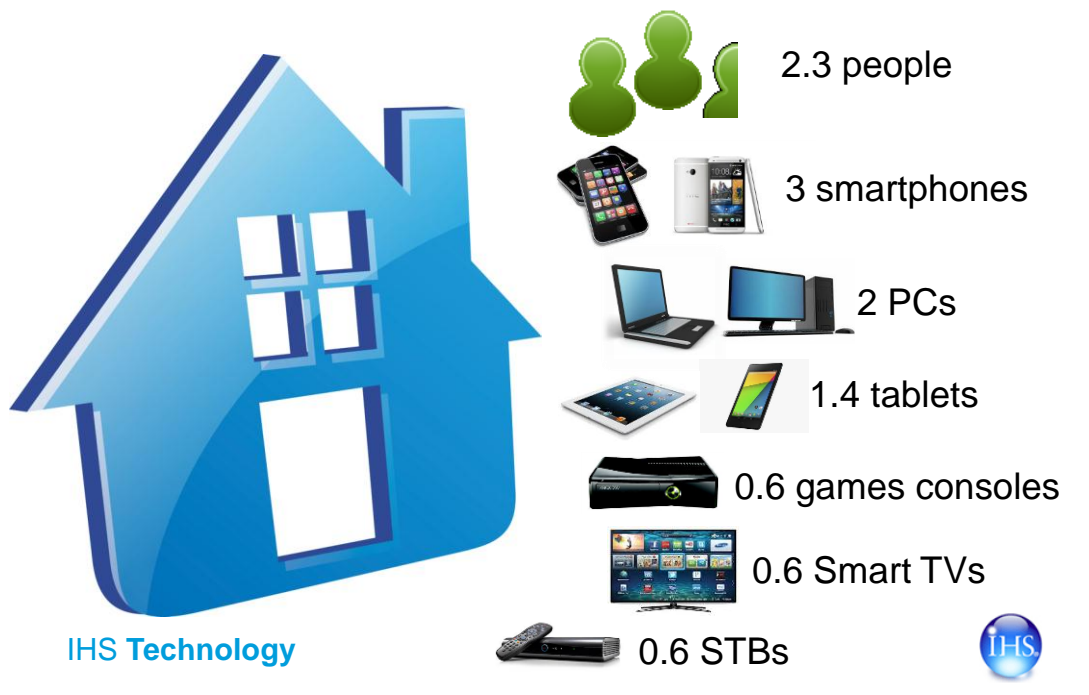 2.3 people
3 smartphones
2 PCs
1.4 tablets
0.6 games consoles
0.6 Smart TVs
0.6 STBs
IHS Technology
IHS